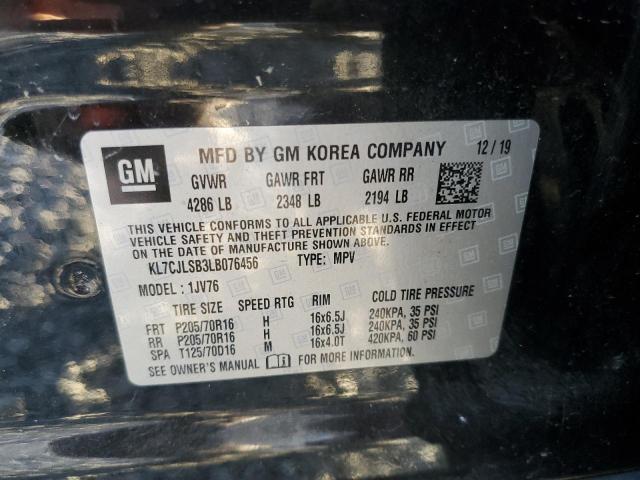 GM
MFD BY GM KOREA COMPANY 12/19
GVWR GAWR FRT GAWR RR
4286 LB 2348 LB 2194 LB
THIS VEHICLE CONFORMS TO ALL APPLICABLE U.S. FEDERAL MOTOR
VEHICLE SAFETY AND THEFT PREVENTION STANDARDS IN EFFECT
ON THE DATE OF MANUFACTURE SHOWN ABOVE.
KL7CJLSB3LB076456 TYPE: MPV
MODEL: 1JV76
TIRE SIZE SPEED RTG RIM COLD TIRE PRESSURE
FRT P205/70R16 H 16x6.5J 240KPA, 35 PSI
RR P205/70R16 H 16x6.5J 240KPA, 35 PSI
SPA T125/70D16 M 16x4.0T 420KPA, 60 PSI
SEE OWNER'S MANUAL FOR MORE INFORMATION.